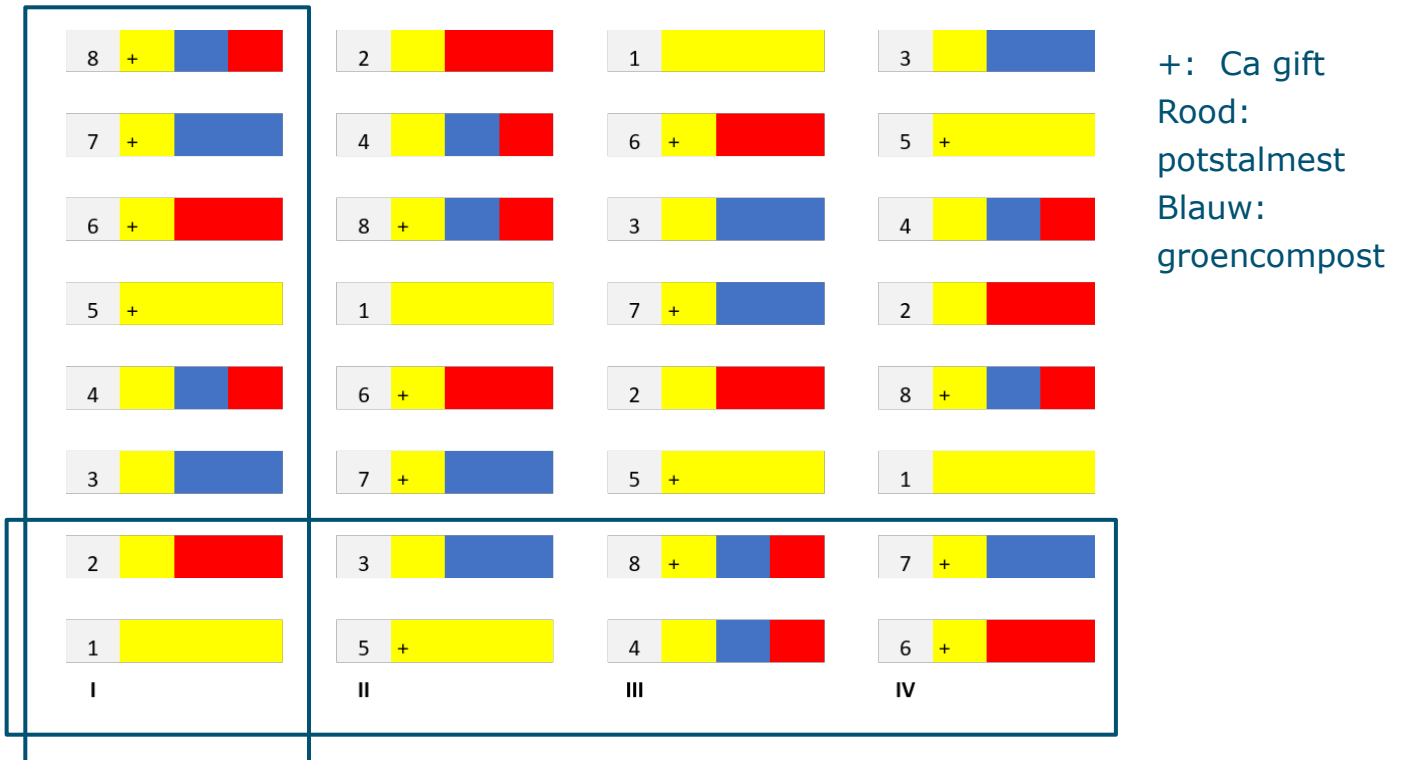 8 + 2 1 3
7 + 4 6 + 5 +
6 + 8 + 3 4
5 + 1 7 + 2
4 6 + 2 8 +
3 7 + 5 + 1
2 3 8 + 7 +
1 5 + 4 6 +
I II III IV
+: Ca gift
Rood:
potstalmest
Blauw:
groencompost